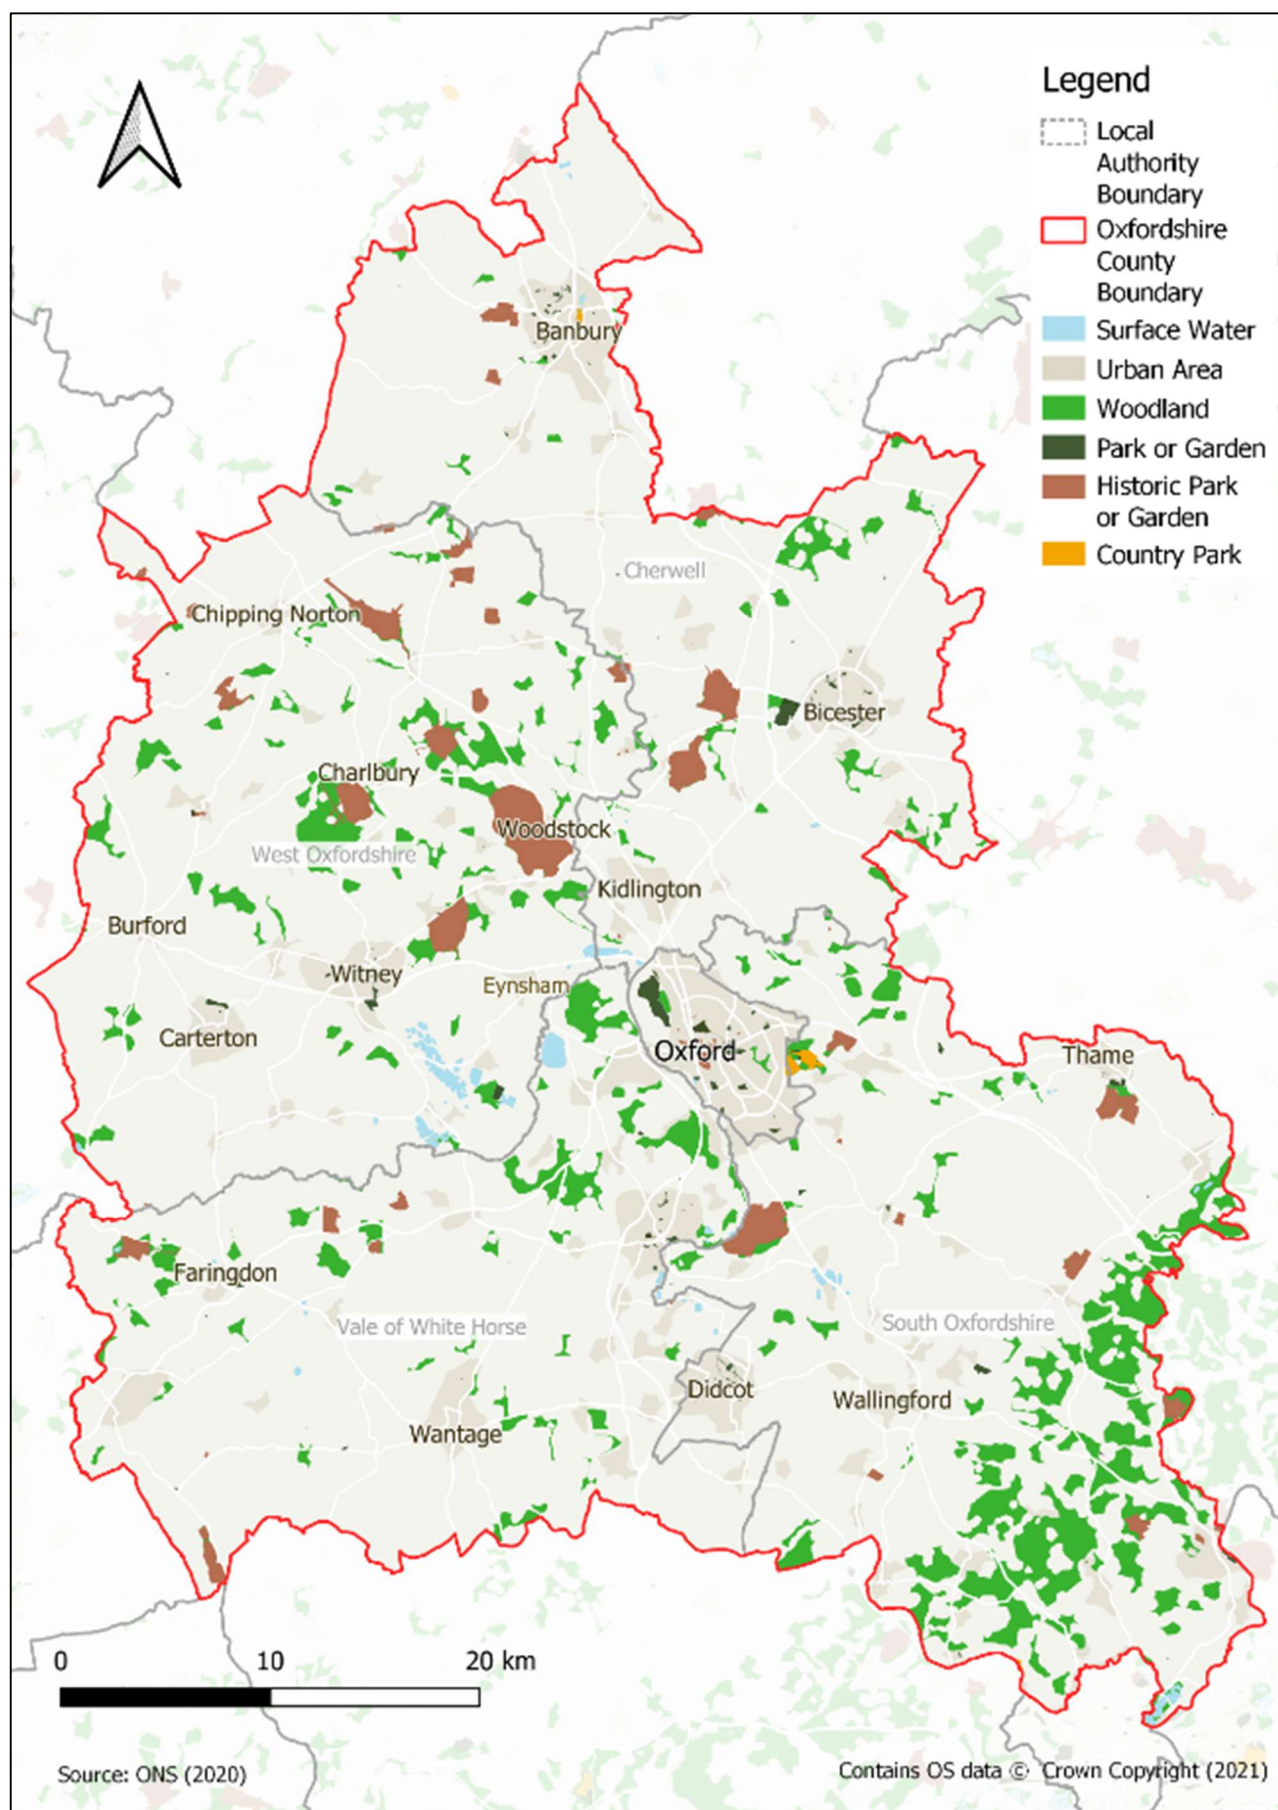 Legend
Local
Authority
Boundary
Oxfordshire
County
Boundary
Surface Water
Urban Area
Woodland
Park or Garden
Historic Park
or Garden
Country Park
Banbury
Cherwell
Chipping Norton
Bicester
Charlbury
Woodstock
West Oxfordshire
Kidlington
Burford
Witney
Eynsham
Carterton
Oxford
Thame
Faringdon
Vale of White Horse
South Oxfordshire
Didcot
Wallingford
Wantage
0 10 20 km
Source: ONS (2020)
Contains OS data © Crown Copyright (2021)